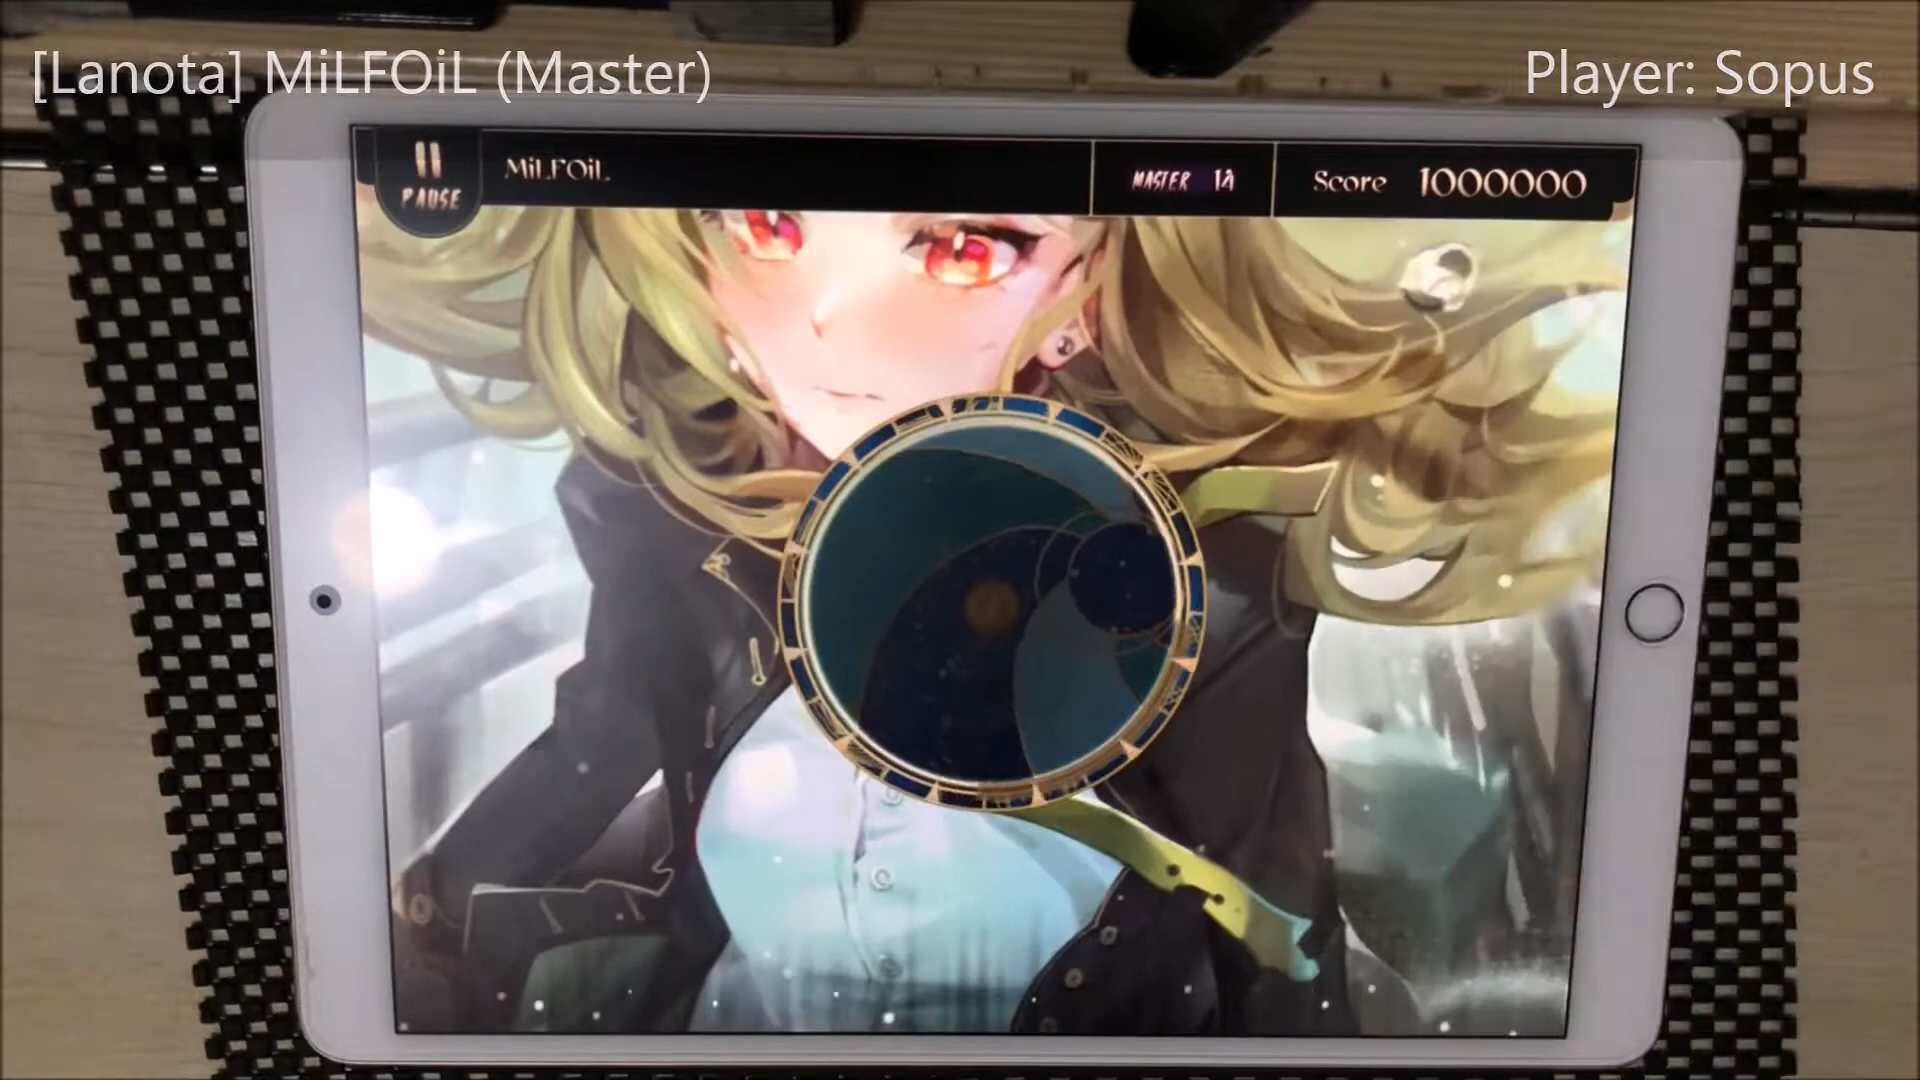 [Lanota] MiLFOiL (Master)
Player: Sopus
PAUSE
MiLFOiL
MASTER 14
Score 1000000